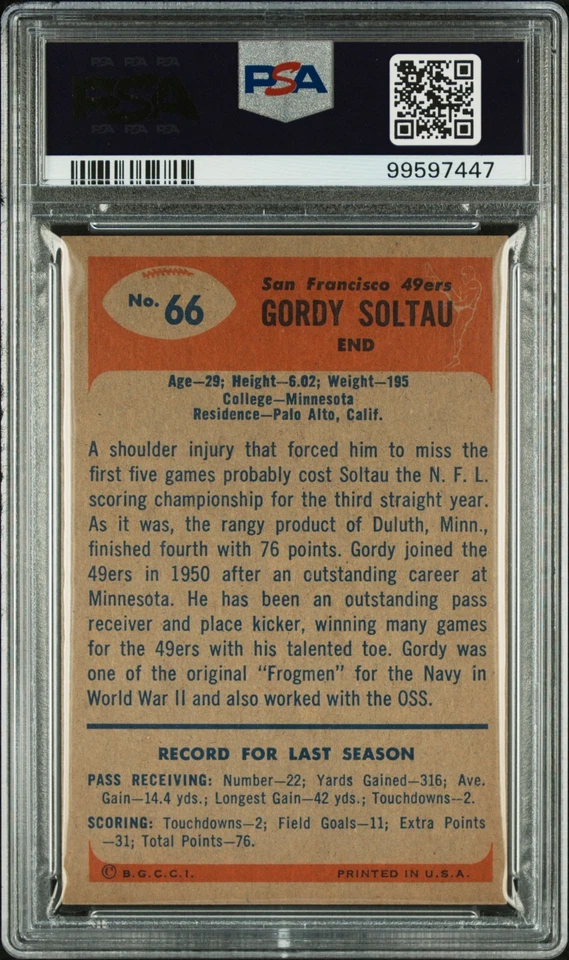 PSA PSA PSA
PSA
PSA PSA PSA
PSA
99597447
No. 66
San Francisco 49ers
GORDY SOLTAU
END
Age—29; Height—6.02; Weight—195
College—Minnesota
Residence—Palo Alto, Calif.
A shoulder injury that forced him to miss the
first five games probably cost Soltau the N. F. L.
scoring championship for the third straight year.
As it was, the rangy product of Duluth, Minn.,
finished fourth with 76 points. Gordy joined the
49ers in 1950 after an outstanding career at
Minnesota. He has been an outstanding pass
receiver and place kicker, winning many games
for the 49ers with his talented toe. Gordy was
one of the original "Frogmen" for the Navy in
World War II and also worked with the OSS.
RECORD FOR LAST SEASON
PASS RECEIVING: Number—22; Yards Gained—316; Ave.
Gain—14.4 yds.; Longest Gain—42 yds.; Touchdowns—2.
SCORING: Touchdowns—2; Field Goals—11; Extra Points
—31; Total Points—76.
© B.G.C.C.I. PRINTED IN U.S.A.